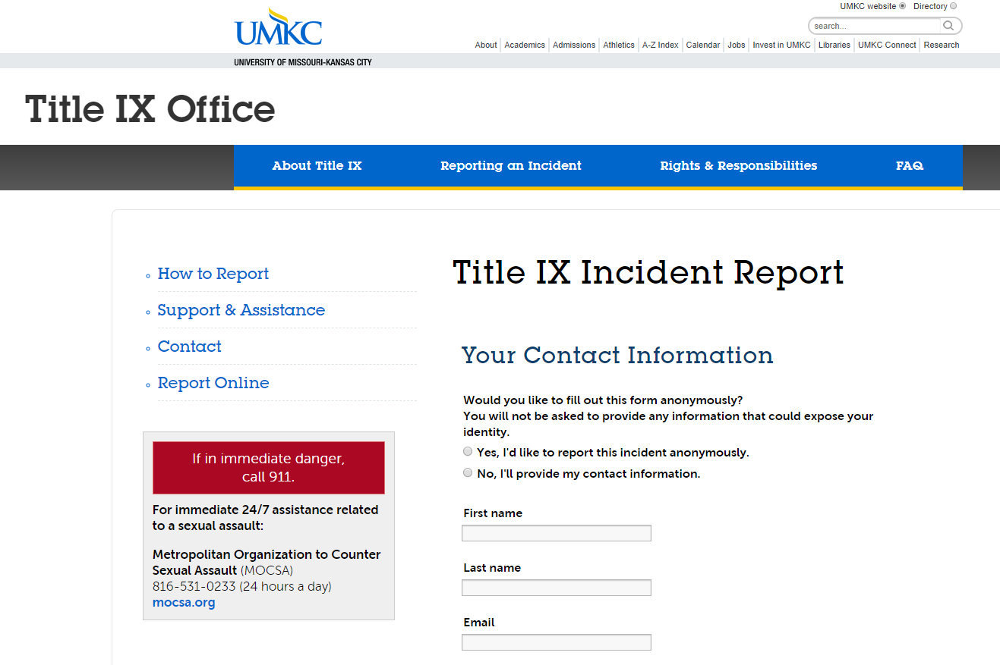 UMKC website Directory
search...
UMKC
About Academics Admissions Athletics A-Z Index Calendar Jobs Invest in UMKC Libraries UMKC Connect Research
UNIVERSITY OF MISSOURI-KANSAS CITY
Title IX Office
About Title IX Reporting an Incident Rights & Responsibilities FAQ
How to Report
Support & Assistance
Contact
Report Online
If in immediate danger,
call 911.
For immediate 24/7 assistance related
to a sexual assault:
Metropolitan Organization to Counter
Sexual Assault (MOCSA)
816-531-0233 (24 hours a day)
mocsa.org
Title IX Incident Report
Your Contact Information
Would you like to fill out this form anonymously?
You will not be asked to provide any information that could expose your
identity.
Yes, I'd like to report this incident anonymously.
No, I'll provide my contact information.
First name
Last name
Email